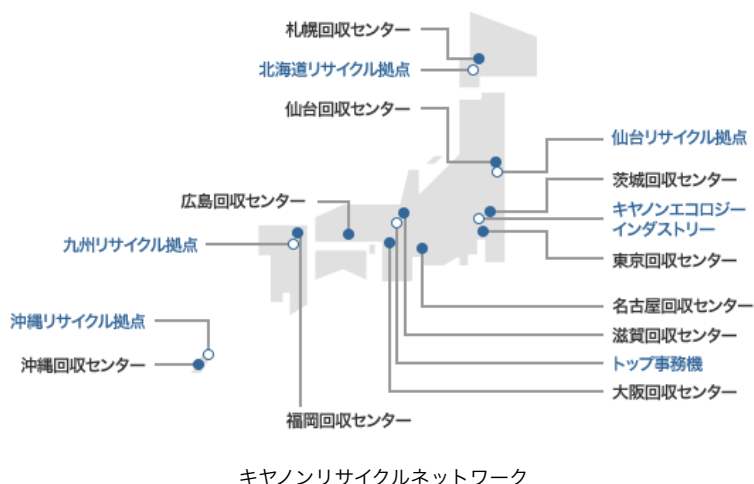 札幌回収センター
北海道リサイクル拠点
仙台回収センター
仙台リサイクル拠点
茨城回収センター
広島回収センター
キヤノンエコロジー
インダストリー
九州リサイクル拠点
東京回収センター
名古屋回収センター
沖縄リサイクル拠点
滋賀回収センター
沖縄回収センター
トップ事務機
大阪回収センター
福岡回収センター
キヤノンリサイクルネットワーク